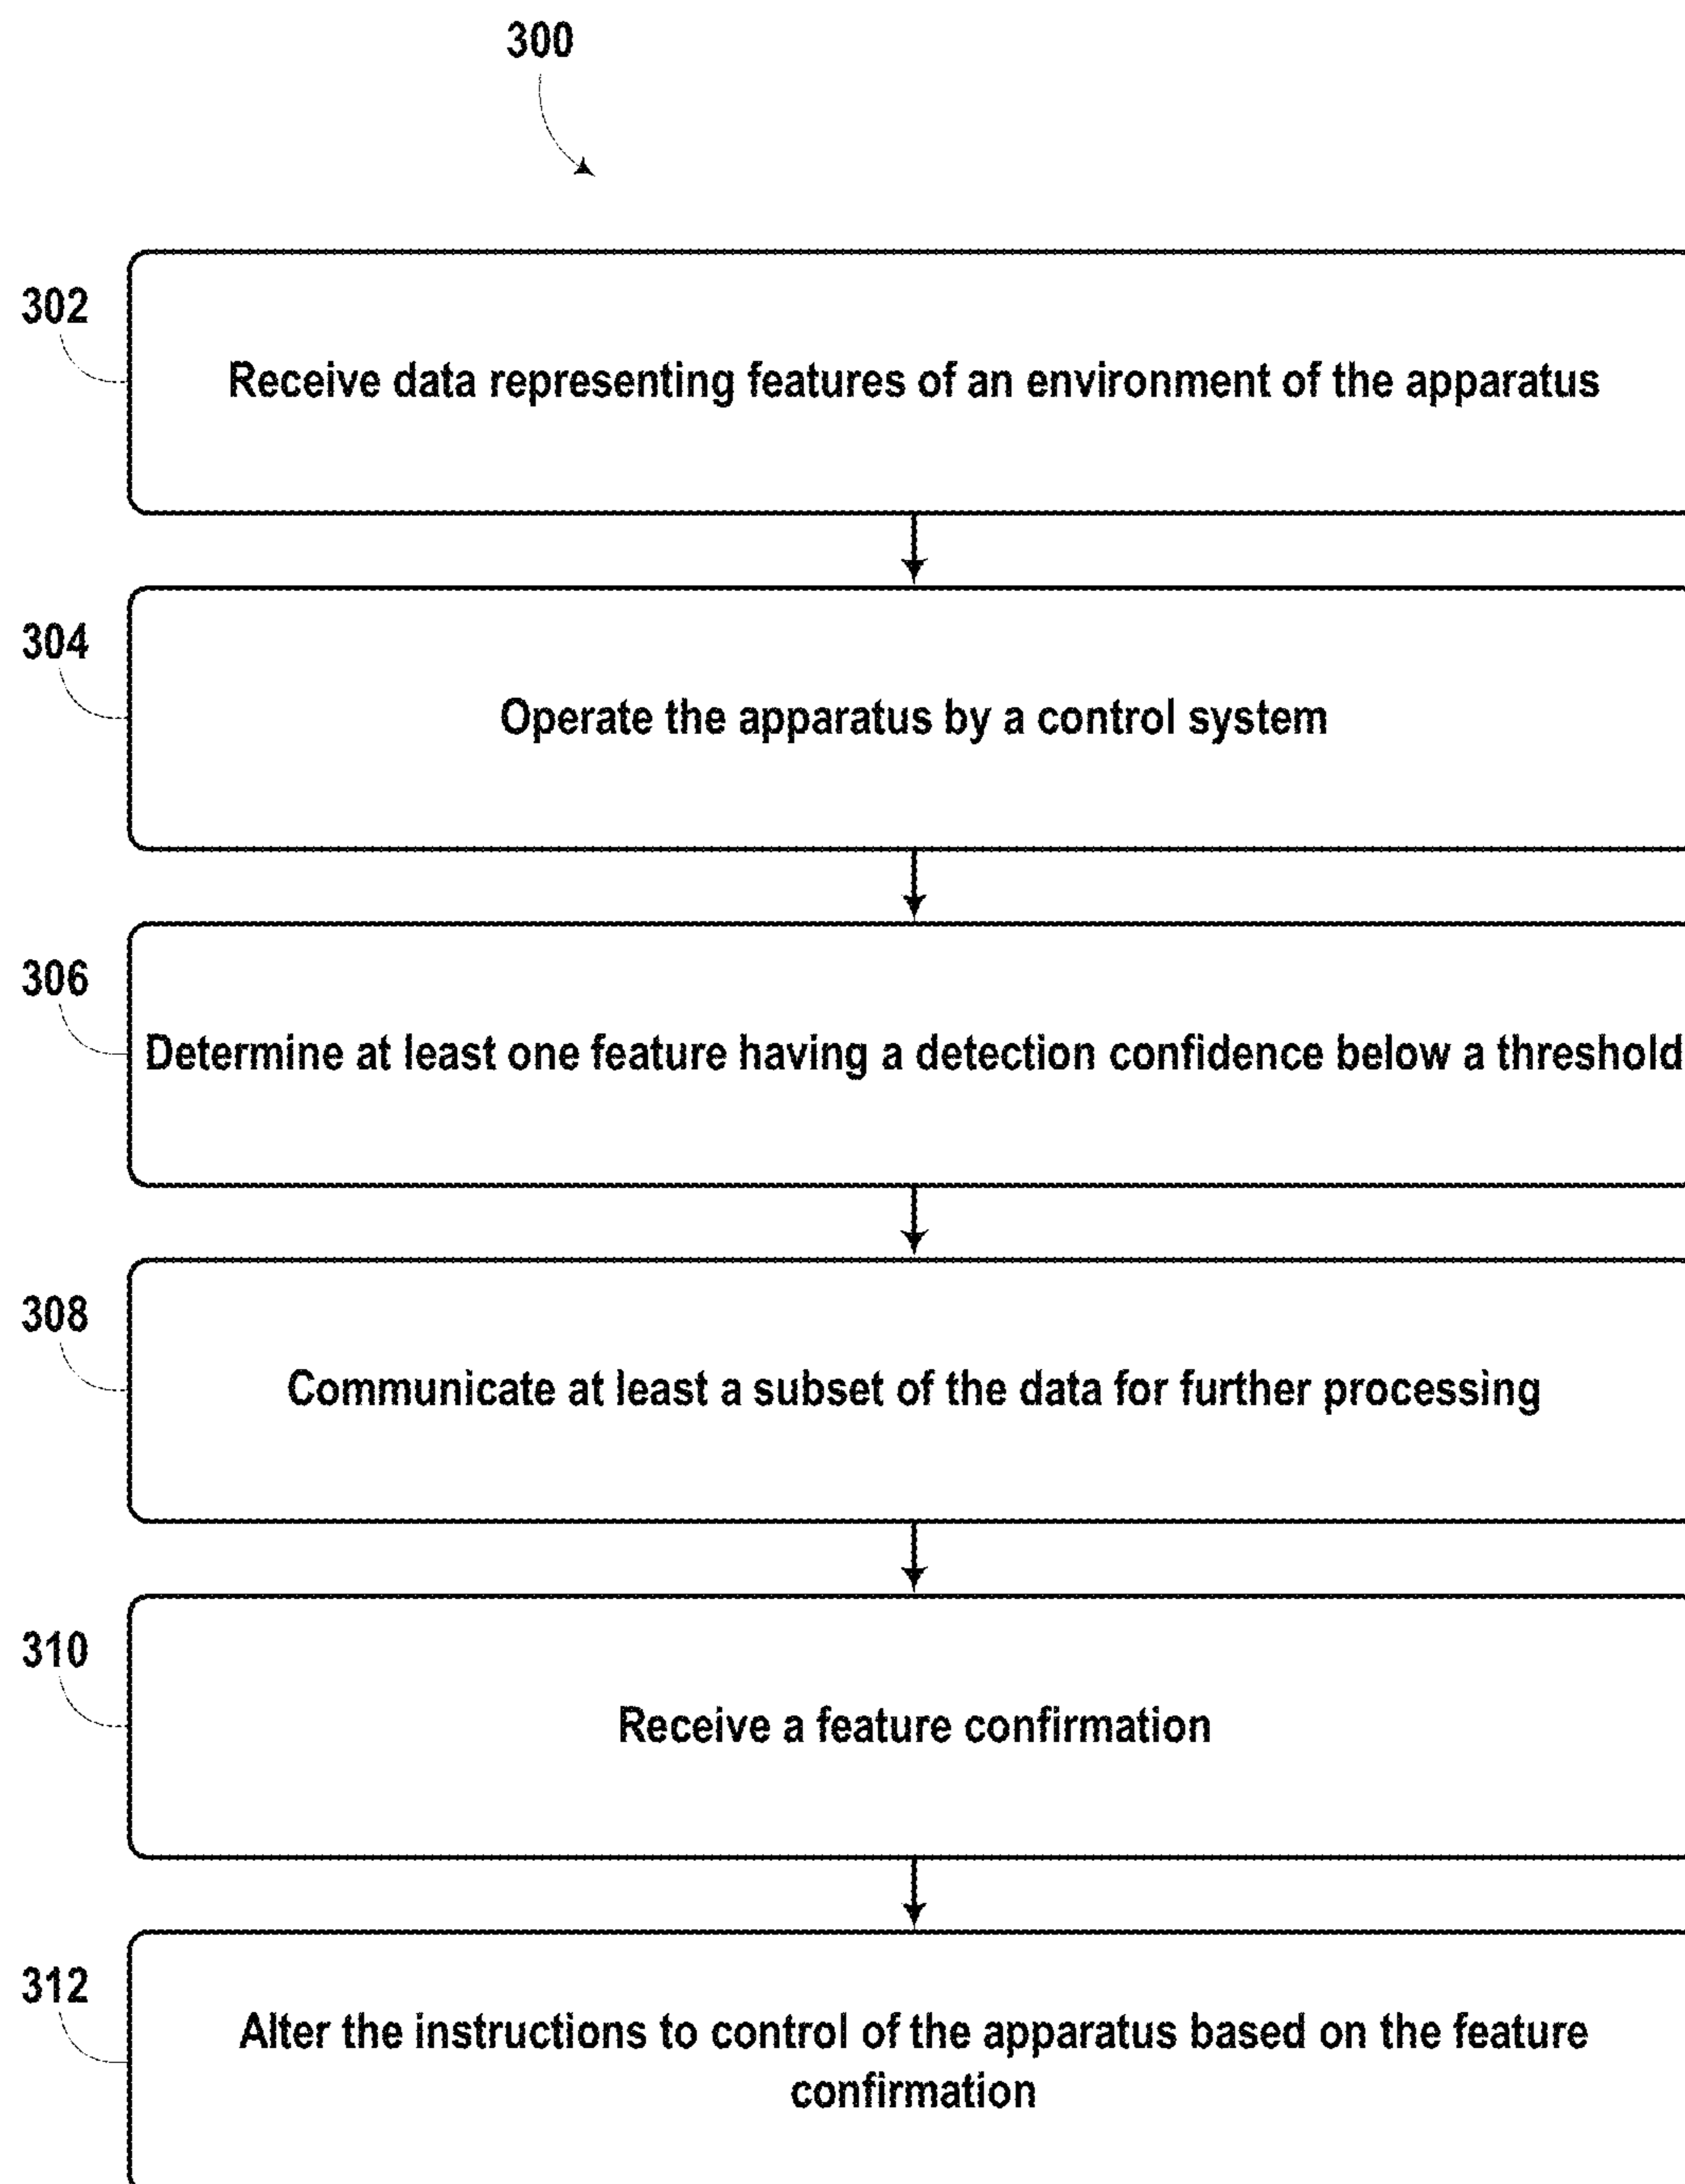 300
302
Receive data representing features of an environment of the apparatus
304
Operate the apparatus by a control system
306
Determine at least one feature having a detection confidence below a threshold
308
Communicate at least a subset of the data for further processing
310
Receive a feature confirmation
312
Alter the instructions to control of the apparatus based on the feature
confirmation